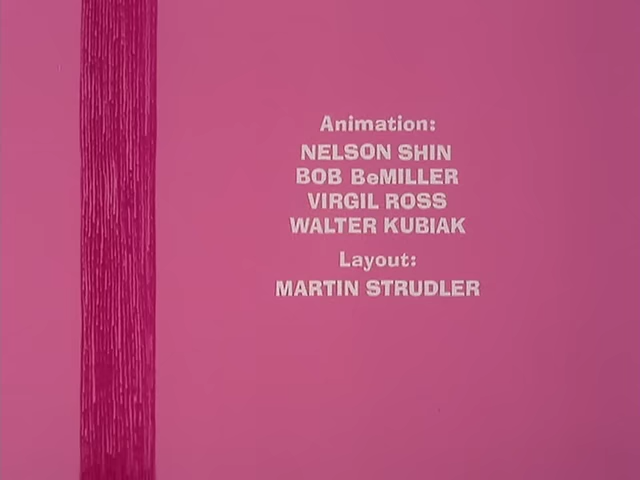 Animation:
NELSON SHIN
BOB BeMILLER
VIRGIL ROSS
WALTER KUBIAK
Layout:
MARTIN STRUDLER